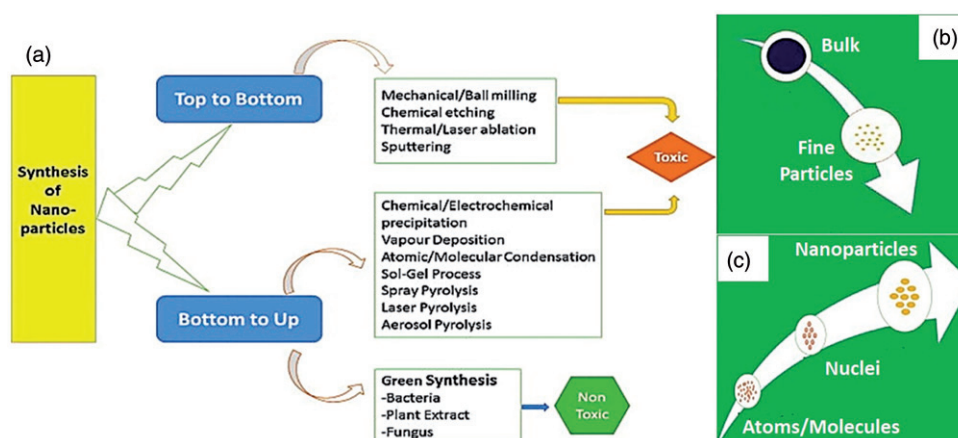 (a)
Synthesis
of
Nano-
particles
Top to Bottom
Bottom to Up
Mechanical/Ball milling
Chemical etching
Thermal/Laser ablation
Sputtering
Chemical/Electrochemical
precipitation
Vapour Deposition
Atomic/Molecular Condensation
Sol-Gel Process
Spray Pyrolysis
Laser Pyrolysis
Aerosol Pyrolysis
Green Synthesis
-Bacteria
-Plant Extract
-Fungus
Toxic
Non
Toxic
(b)
Bulk
Fine
Particles
(c)
Nanoparticles
Nuclei
Atoms/Molecules